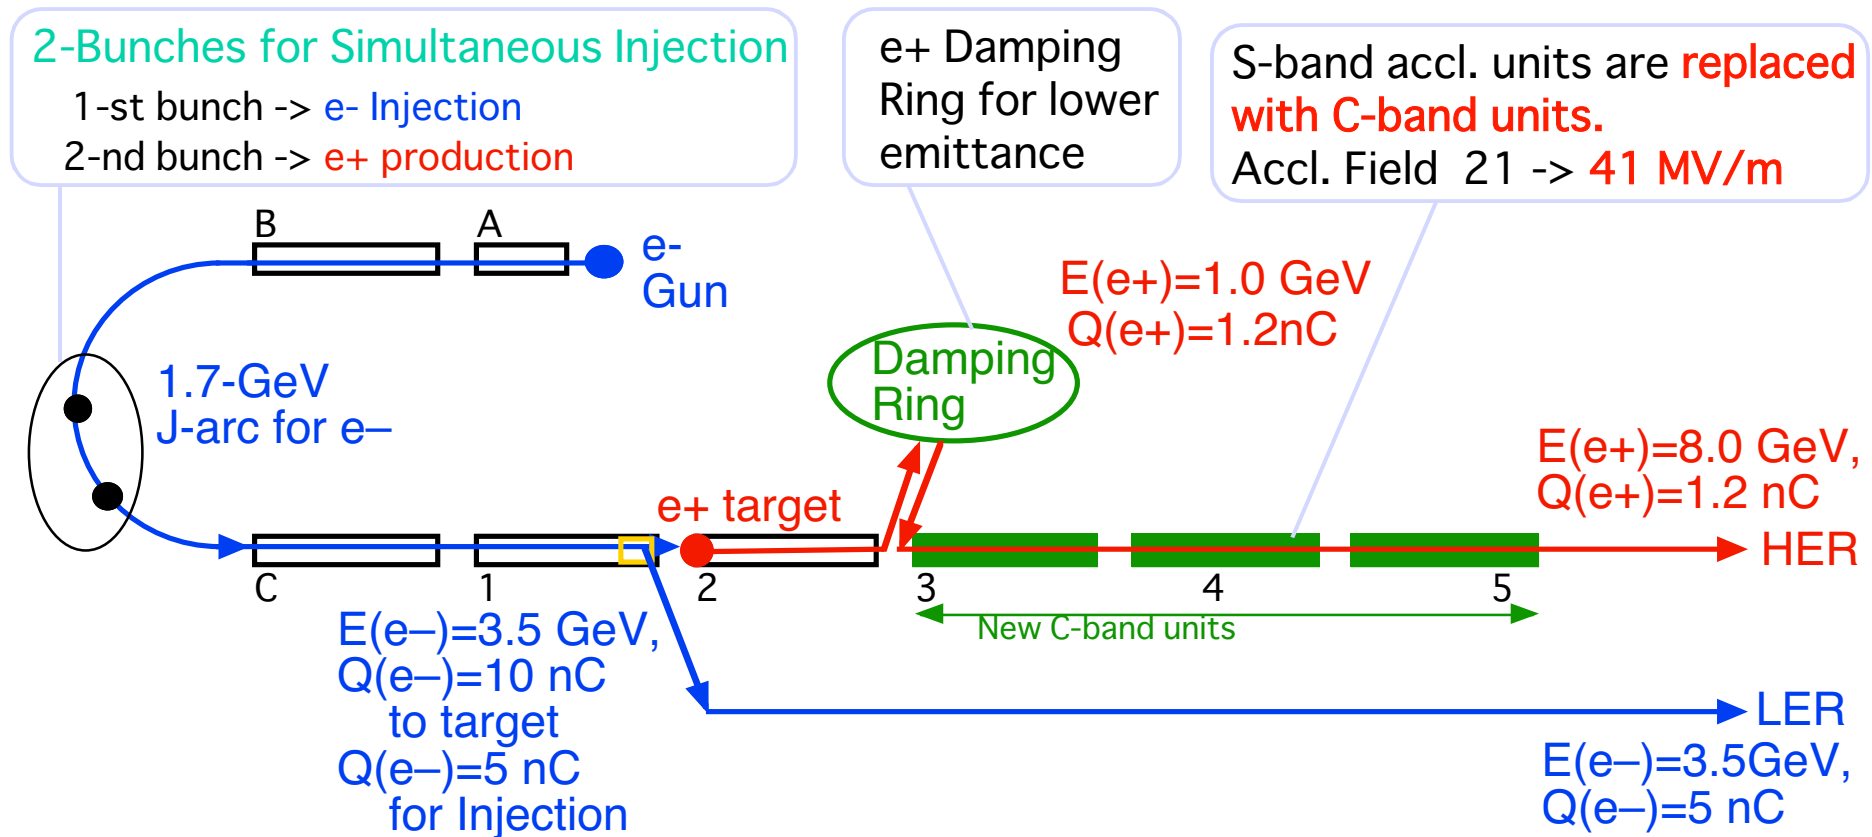 2-Bunches for Simultaneous Injection
1-st bunch -> e- Injection
2-nd bunch -> e+ production
e+ Damping
Ring for lower
emittance
S-band accl. units are replaced
with C-band units.
Accl. Field 21 -> 41 MV/m
B
A
e-
Gun
E(e+)=1.0 GeV
Q(e+)=1.2nC
Damping
Ring
1.7-GeV
J-arc for e–
e+ target
E(e+)=8.0 GeV,
Q(e+)=1.2 nC
HER
C
1
2
3
4
5
New C-band units
E(e–)=3.5 GeV,
Q(e–)=10 nC
to target
Q(e–)=5 nC
for Injection
LER
E(e–)=3.5GeV,
Q(e–)=5 nC